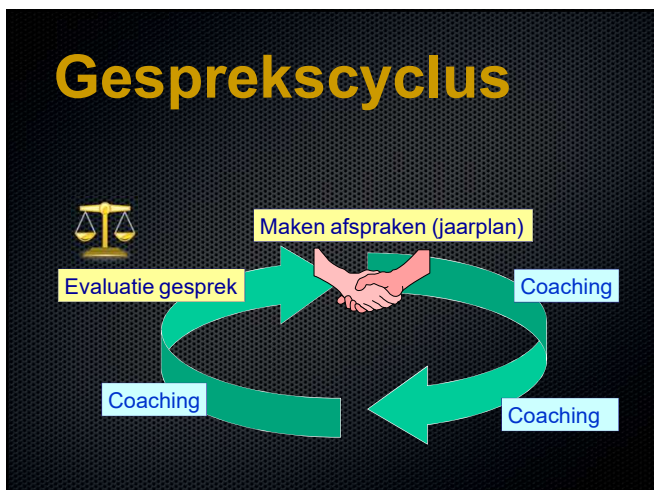 Gesprekscyclus
Maken afspraken (jaarplan)
Evaluatie gesprek
Coaching
Coaching
Coaching